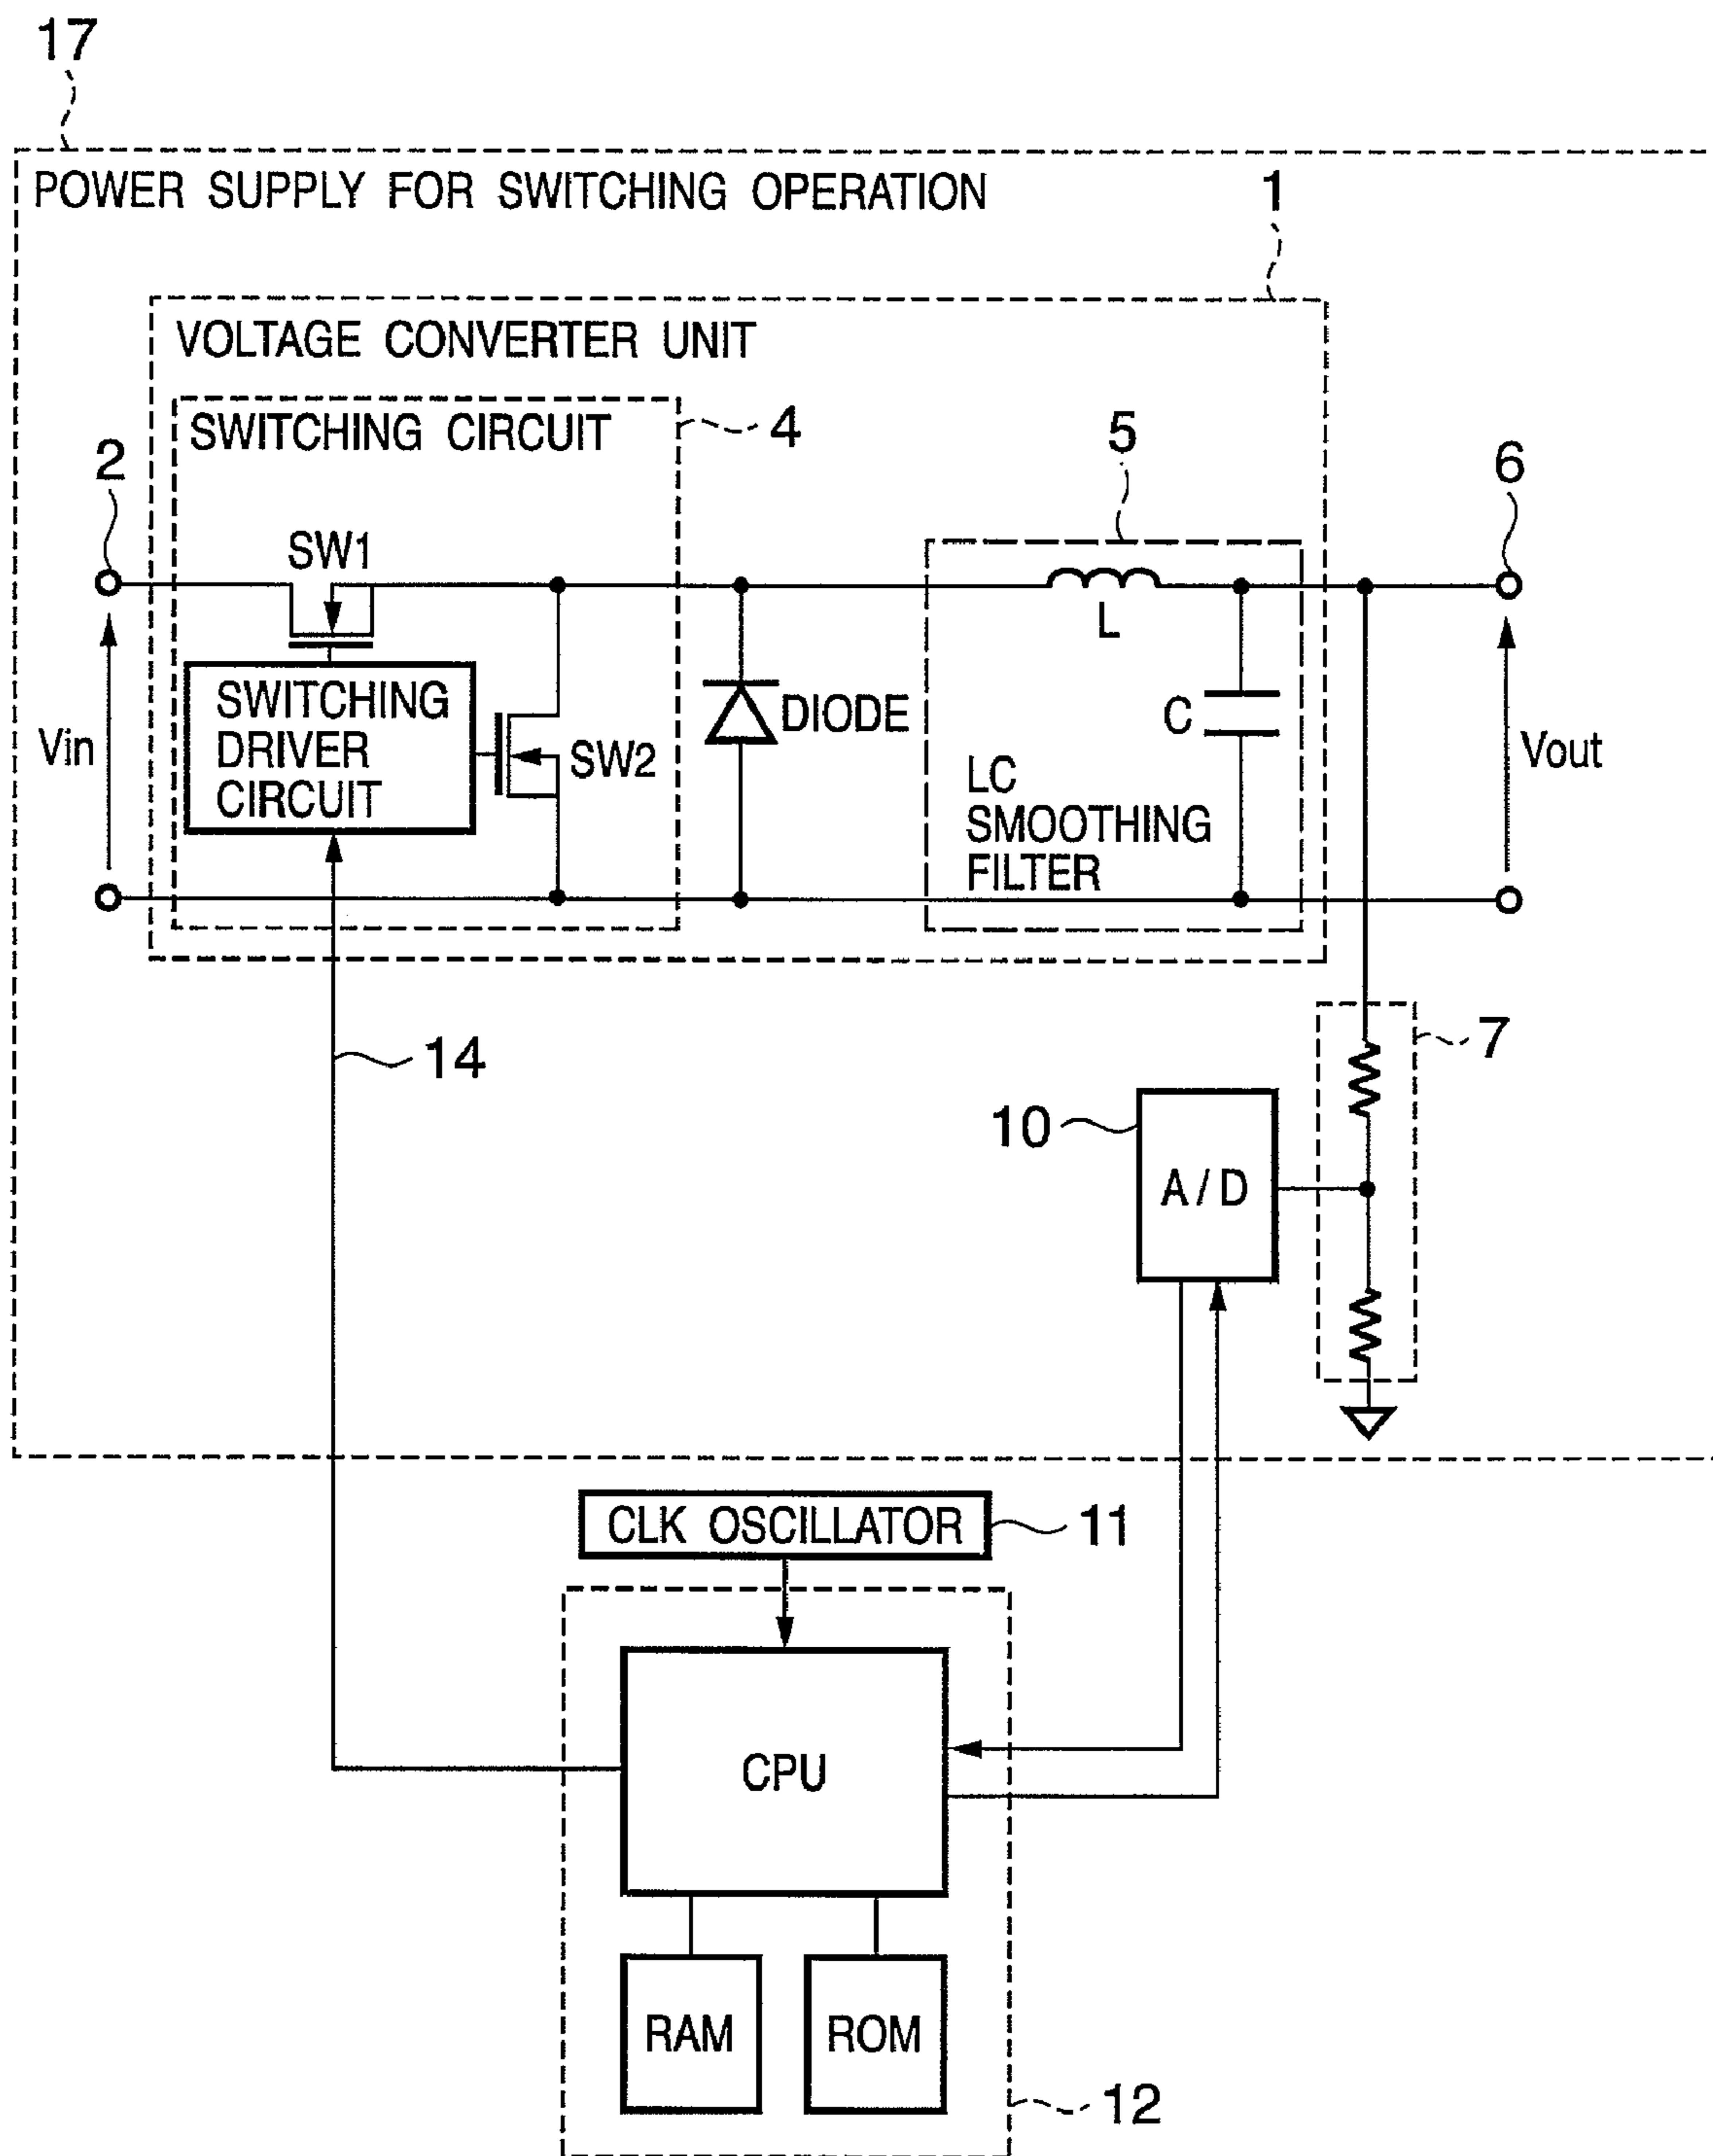 17
POWER SUPPLY FOR SWITCHING OPERATION
1
VOLTAGE CONVERTER UNIT
SWITCHING CIRCUIT
4
5
2
6
SW1
L
SWITCHING
DRIVER
CIRCUIT
SW2
DIODE
C
Vin
Vout
LC
SMOOTHING
FILTER
14
7
10
A/D
CLK OSCILLATOR
11
CPU
RAM
ROM
12